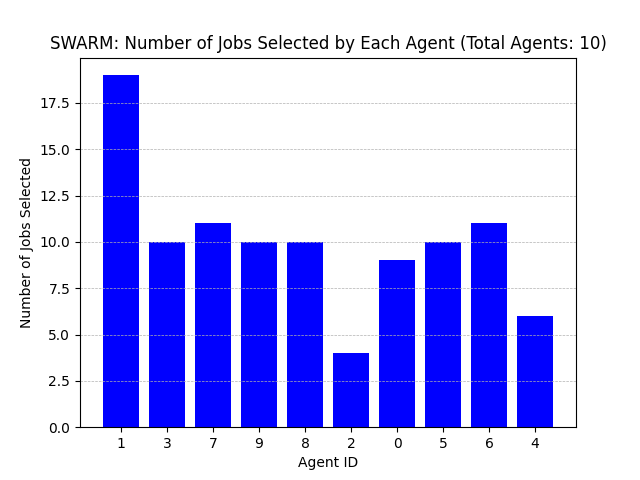 SWARM: Number of Jobs Selected by Each Agent (Total Agents: 10)
17.5
15.0
12.5
10.0
7.5
5.0
2.5
0.0
Number of Jobs Selected
1 3 7 9 8 2 0 5 6 4
Agent ID